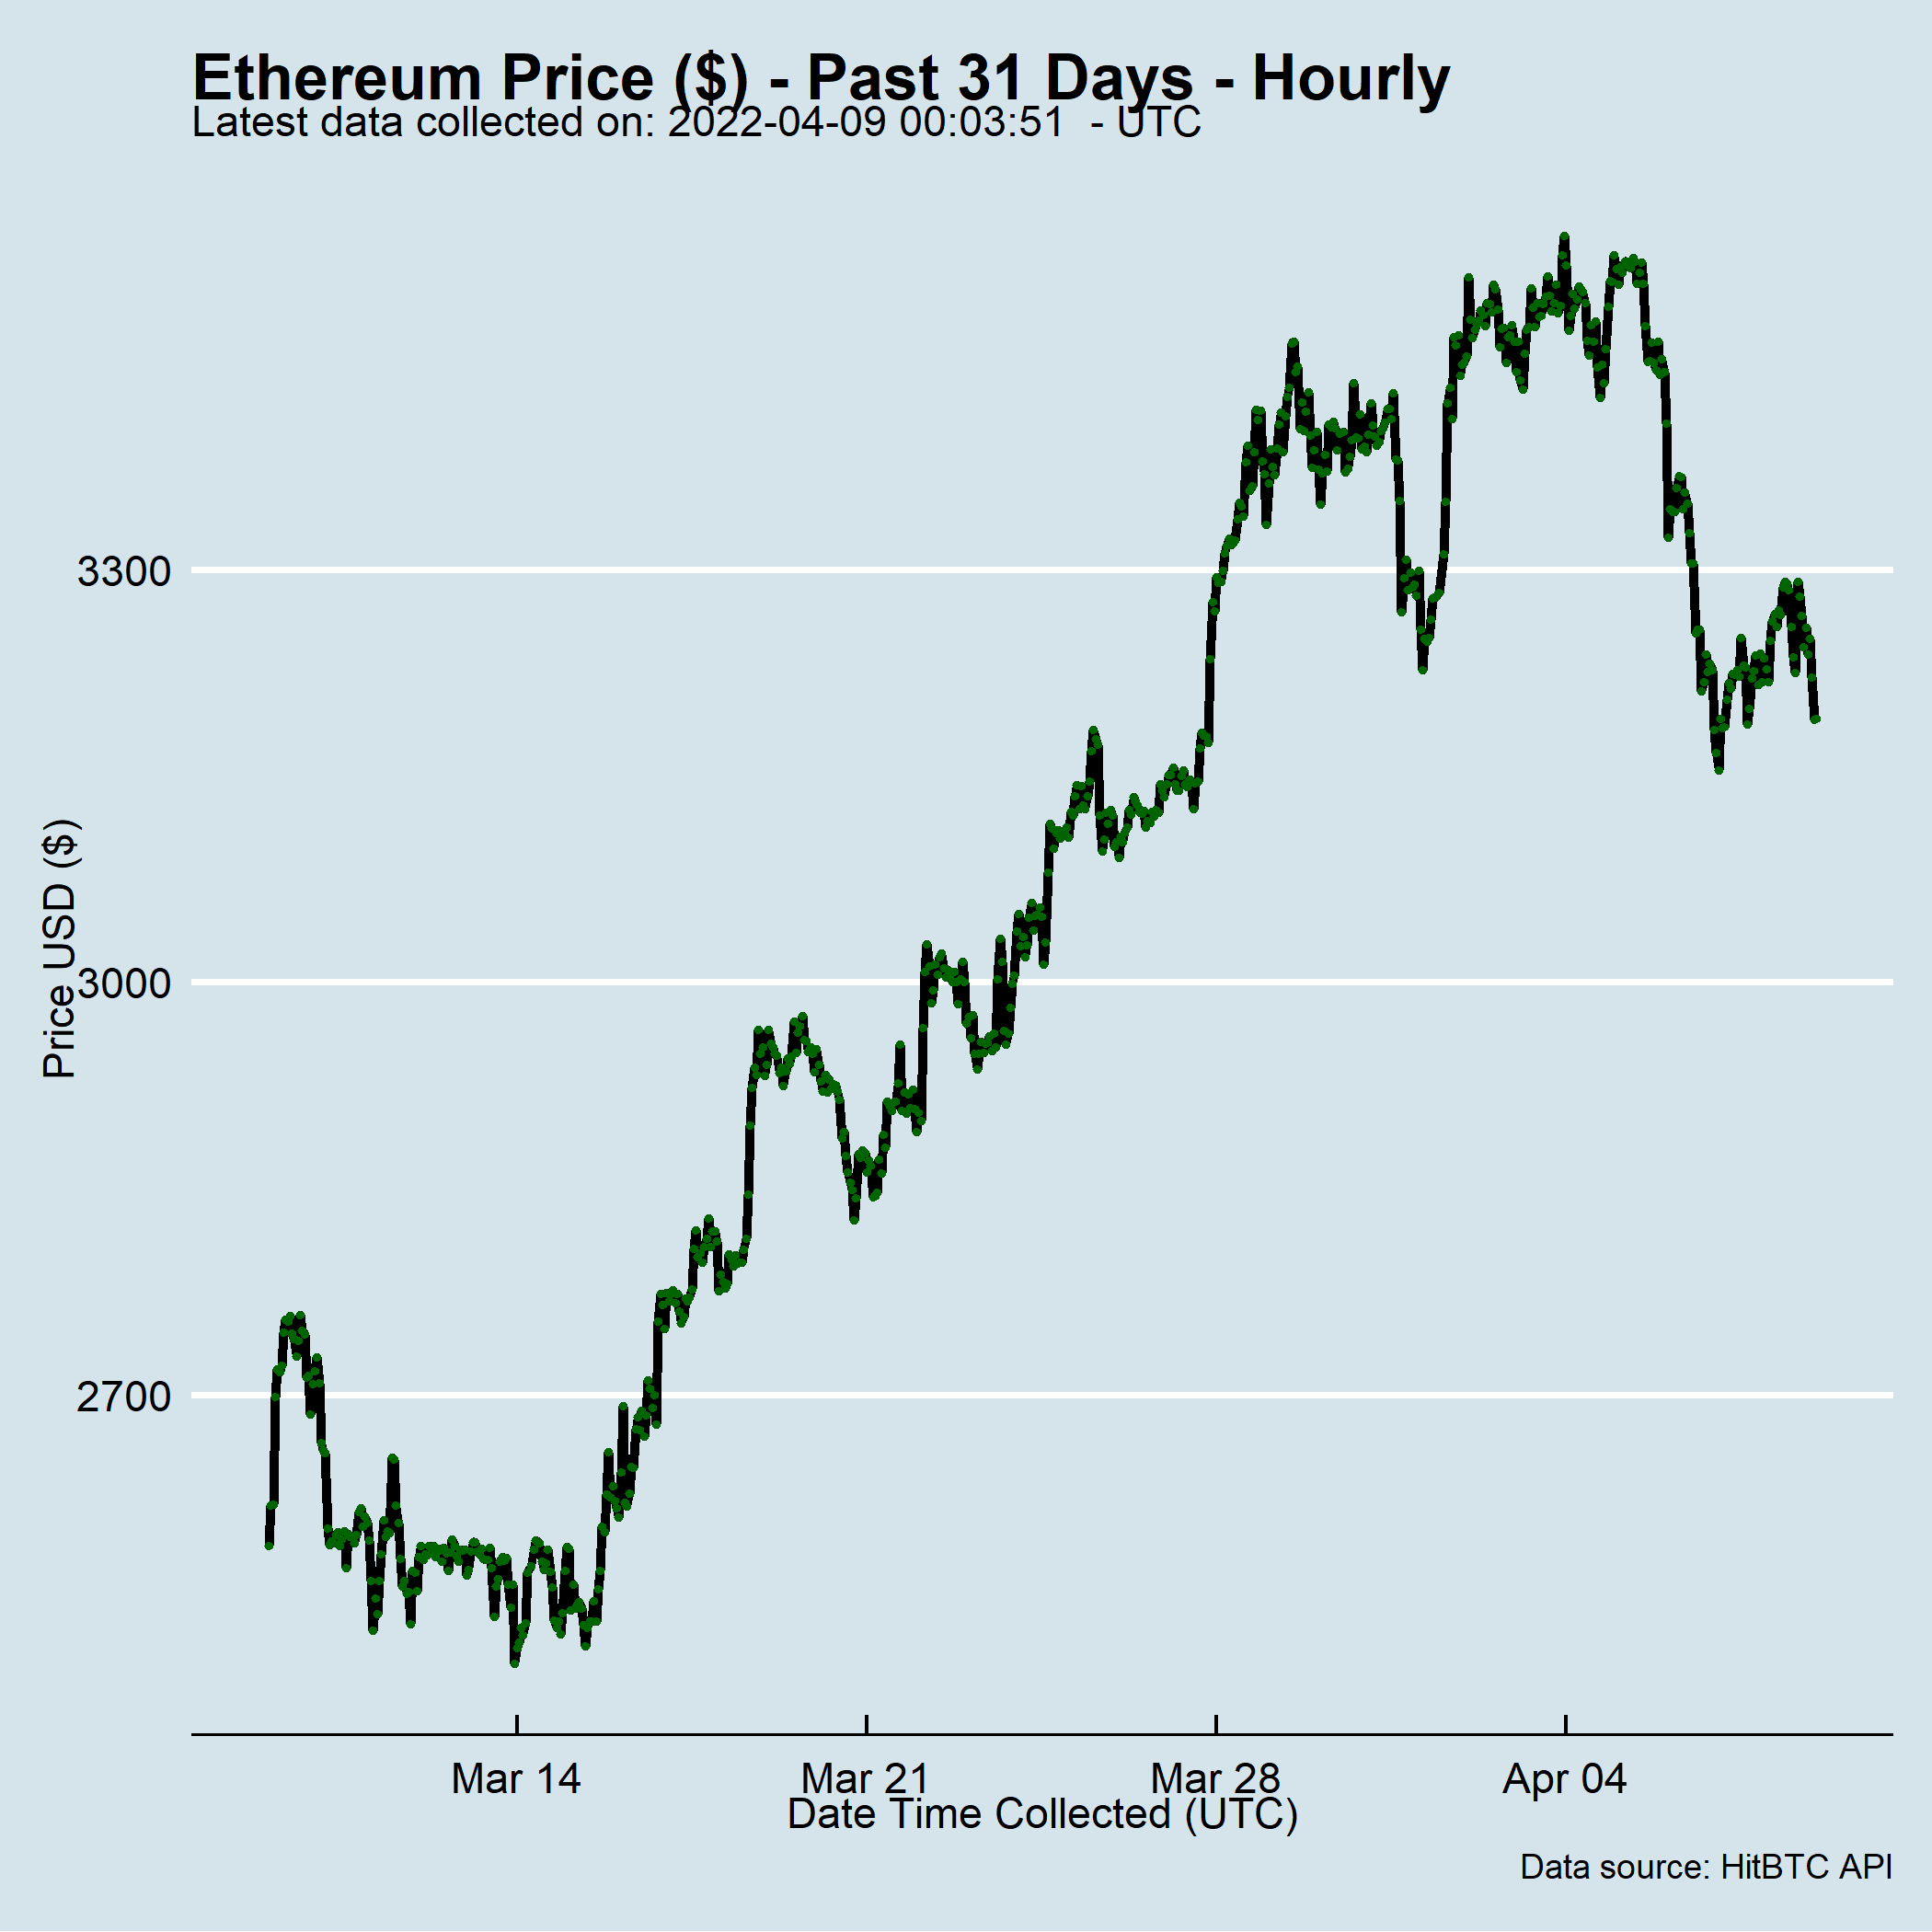 Ethereum Price ($) - Past 31 Days - Hourly
Latest data collected on: 2022-04-09 00:03:51  - UTC
Price USD ($)
3300
3000
2700
Mar 14
Mar 21
Mar 28
Apr 04
Date Time Collected (UTC)
Data source: HitBTC API